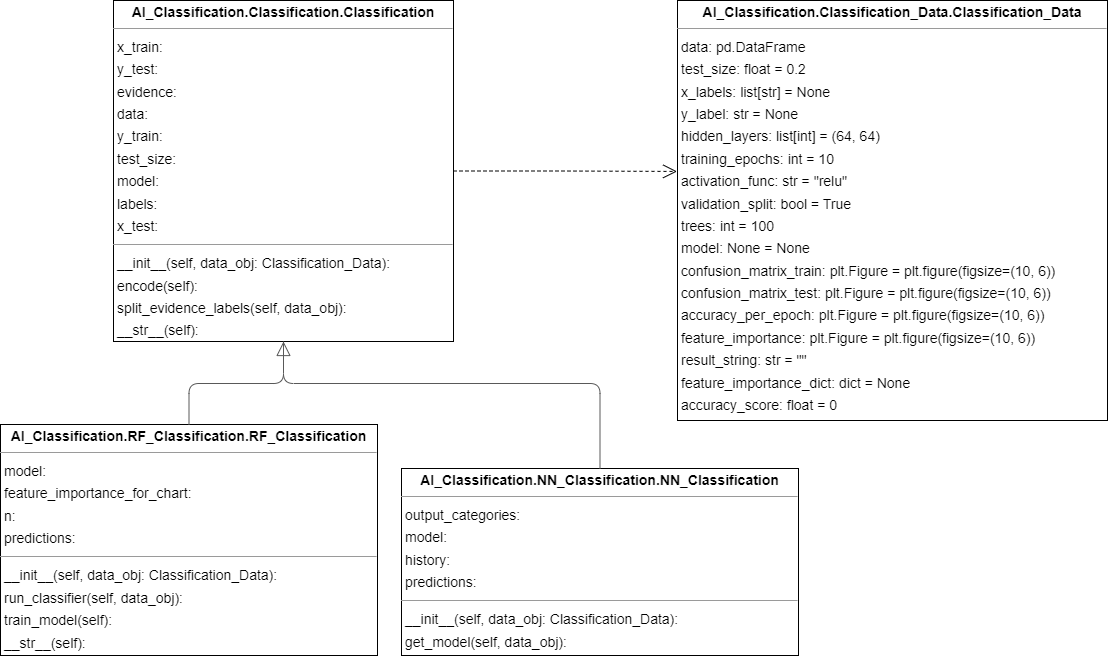 AI_Classification.Classification.Classification
x_train:
y_test:
evidence:
data:
y_train:
test_size:
model:
labels:
x_test:
__init__(self, data_obj: Classification_Data):
encode(self):
split_evidence_labels(self, data_obj):
__str__(self):
AI_Classification.Classification_Data.Classification_Data
data: pd.DataFrame
test_size: float = 0.2
x_labels: list[str] = None
y_label: str = None
hidden_layers: list[int] = (64, 64)
training_epochs: int = 10
activation_func: str = "relu"
validation_split: bool = True
trees: int = 100
model: None = None
confusion_matrix_train: plt.Figure = plt.figure(figsize=(10, 6))
confusion_matrix_test: plt.Figure = plt.figure(figsize=(10, 6))
accuracy_per_epoch: plt.Figure = plt.figure(figsize=(10, 6))
feature_importance: plt.Figure = plt.figure(figsize=(10, 6))
result_string: str = ""
feature_importance_dict: dict = None
accuracy_score: float = 0
AI_Classification.RF_Classification.RF_Classification
model:
feature_importance_for_chart:
n:
predictions:
__init__(self, data_obj: Classification_Data):
run_classifier(self, data_obj):
train_model(self):
__str__(self):
AI_Classification.NN_Classification.NN_Classification
output_categories:
model:
history:
predictions:
__init__(self, data_obj: Classification_Data):
get_model(self, data_obj):